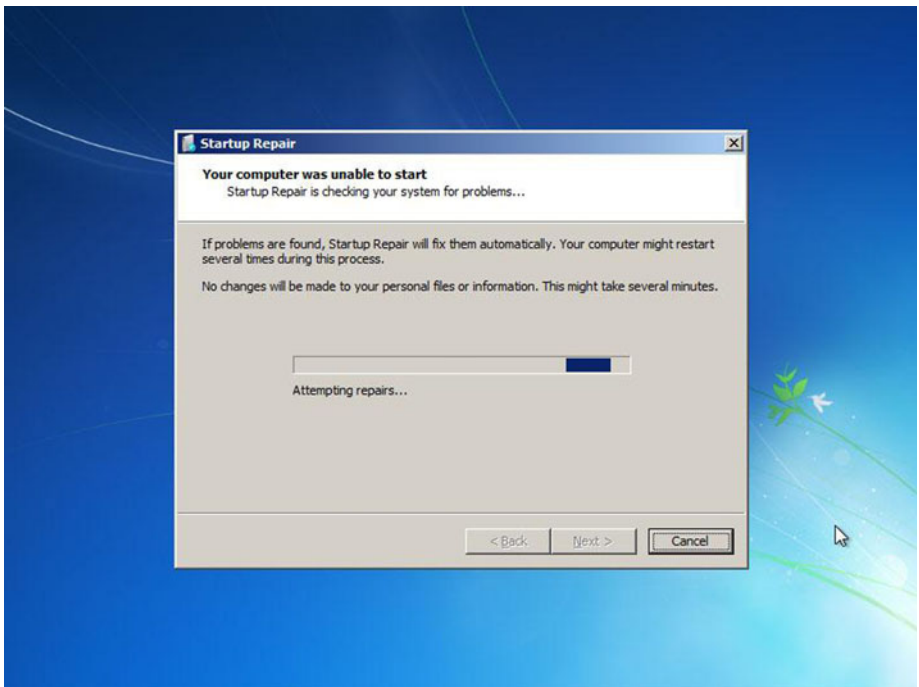 Startup Repair
Your computer was unable to start
Startup Repair is checking your system for problems...
If problems are found, Startup Repair will fix them automatically. Your computer might restart
several times during this process.
No changes will be made to your personal files or information. This might take several minutes.
Attempting repairs...
< Back Next > Cancel